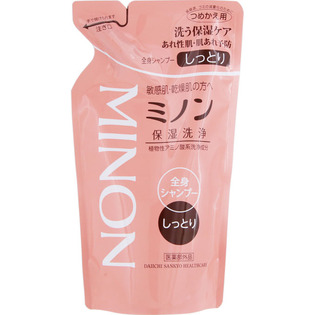 つめかえ用
洗う保湿ケア
あれ性肌・肌あれ予防
全身シャンプー しっとり
敏感肌・乾燥肌の方へ
ミノン
保湿洗浄
植物性アミノ酸系洗浄成分
MINON
全身
シャンプー
しっとり
医薬部外品
DAIICHI SANKYO HEALTHCARE